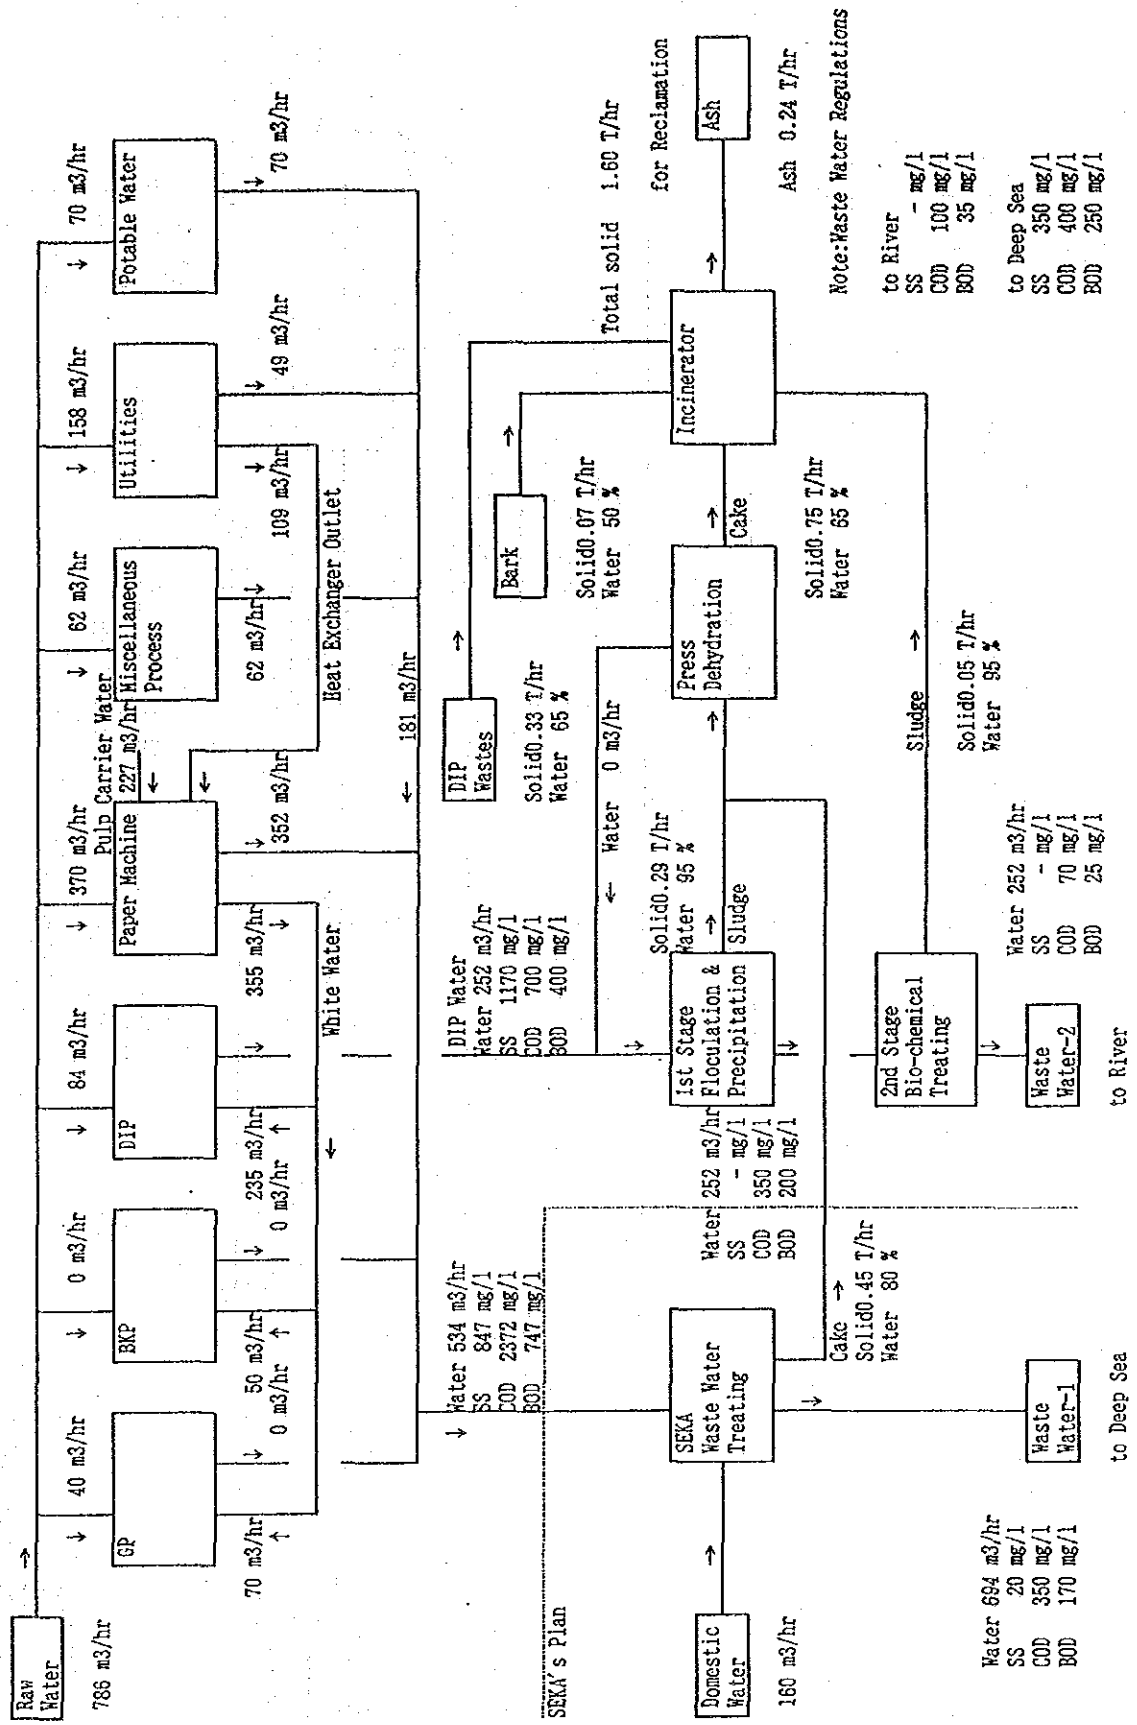 Raw
Water
786 m3/hr
→
40 m3/hr
↓
GP
70 m3/hr
↑
↓
0 m3/hr
0 m3/hr
↓
BKP
50 m3/hr
↑
↓
0 m3/hr
84 m3/hr
↓
DIP
235 m3/hr
↑
↓
355 m3/hr
370 m3/hr
↓
Pulp Carrier Water
227 m3/hr
←
Paper Machine
←
↓
↓
352 m3/hr
62 m3/hr
↓
Miscellaneous
Process
62 m3/hr
↓
158 m3/hr
↓
Utilities
↓
109 m3/hr
↓
49 m3/hr
70 m3/hr
↓
Potable Water
↓
70 m3/hr
White Water
←
Heat Exchanger Outlet
← 181 m3/hr
↓ Water 534 m3/hr
SS 847 mg/l
COD 2372 mg/l
BOD 747 mg/l
DIP Water
Water 252 m3/hr
SS 1170 mg/l
COD 700 mg/l
BOD 400 mg/l
DIP
Wastes
→
Solid0.33 T/hr
Water 65 %
Bark
→
Solid0.07 T/hr
Water 50 %
Total solid 1.60 T/hr
← Water 0 m3/hr
SEKA's Plan
Domestic
Water
160 m3/hr
→
SEKA
Waste Water
Treating
Water 252 m3/hr
SS - mg/l
COD 350 mg/l
BOD 200 mg/l
↓
1st Stage
Floculation &
Precipitation
↓
Solid0.29 T/hr
Water 95 %
→
Sludge
→
Press
Dehydration
→
Cake
Solid0.75 T/hr
Water 65 %
Incinerator
→
for Reclamation
Ash
Ash 0.24 T/hr
Cake →
Solid0.45 T/hr
Water 80 %
↓
2nd Stage
Bio-chemical
Treating
↓
Sludge →
Solid0.05 T/hr
Water 95 %
Water 694 m3/hr
SS 20 mg/l
COD 350 mg/l
BOD 170 mg/l
Waste
Water-1
to Deep Sea
Waste
Water-2
to River
Water 252 m3/hr
SS - mg/l
COD 70 mg/l
BOD 25 mg/l
Note:Waste Water Regulations
to River
SS - mg/l
COD 100 mg/l
BOD 35 mg/l
to Deep Sea
SS 350 mg/l
COD 400 mg/l
BOD 250 mg/l